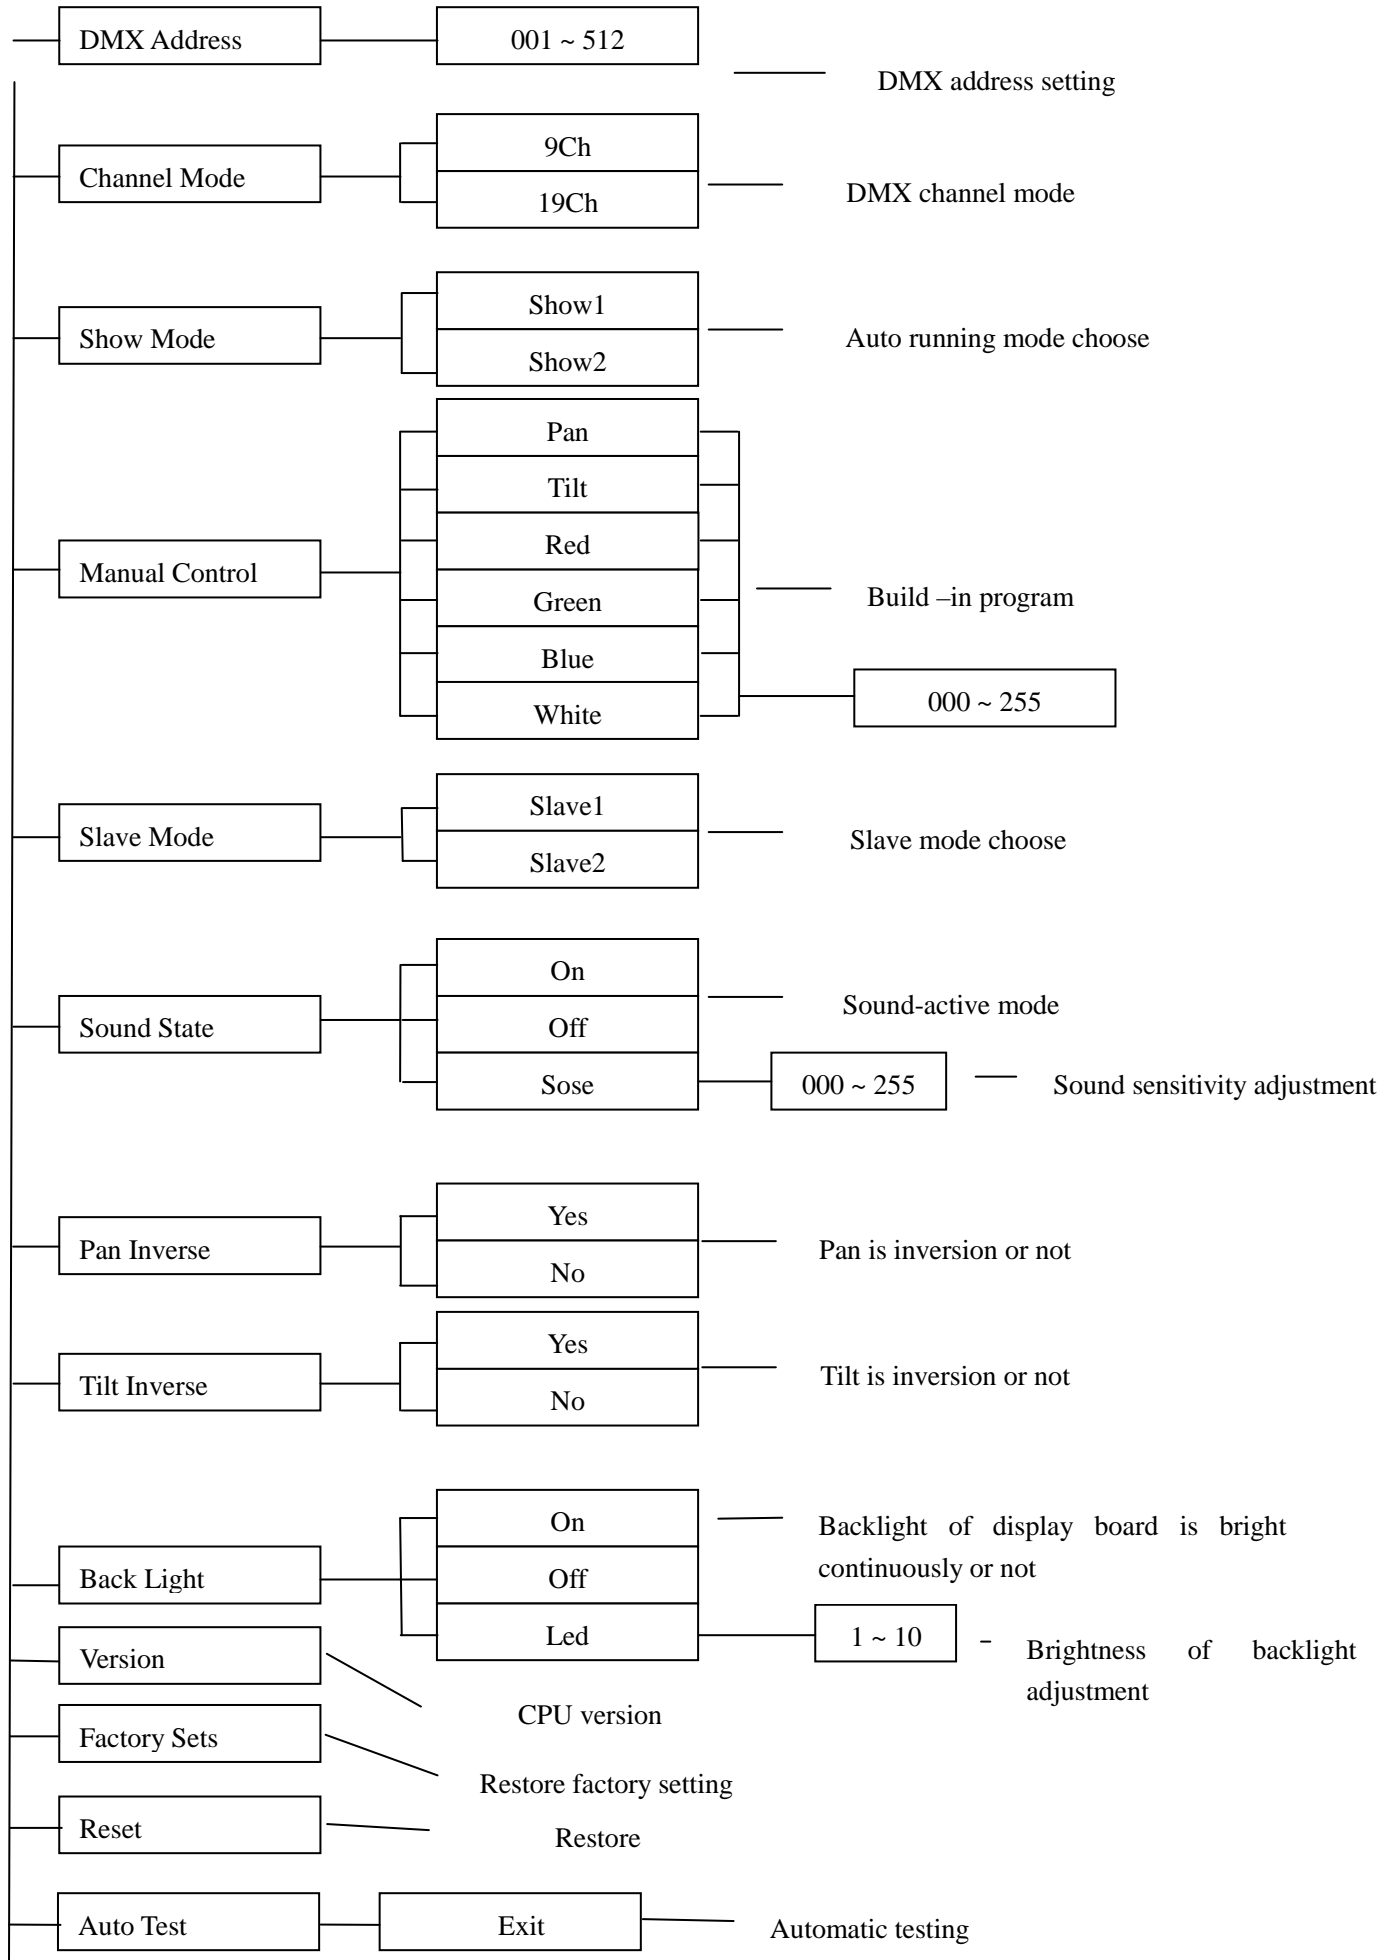 DMX Address
001 ~ 512
DMX address setting
Channel Mode
9Ch
19Ch
DMX channel mode
Show Mode
Show1
Show2
Auto running mode choose
Manual Control
Pan
Tilt
Red
Green
Blue
White
Build –in program
000 ~ 255
Slave Mode
Slave1
Slave2
Slave mode choose
Sound State
On
Off
Sose
Sound-active mode
000 ~ 255
Sound sensitivity adjustment
Pan Inverse
Yes
No
Pan is inversion or not
Tilt Inverse
Yes
No
Tilt is inversion or not
Back Light
On
Off
Led
Backlight of display board is bright
continuously or not
1 ~ 10
Brightness of backlight
adjustment
Version
CPU version
Factory Sets
Restore factory setting
Reset
Restore
Auto Test
Exit
Automatic testing